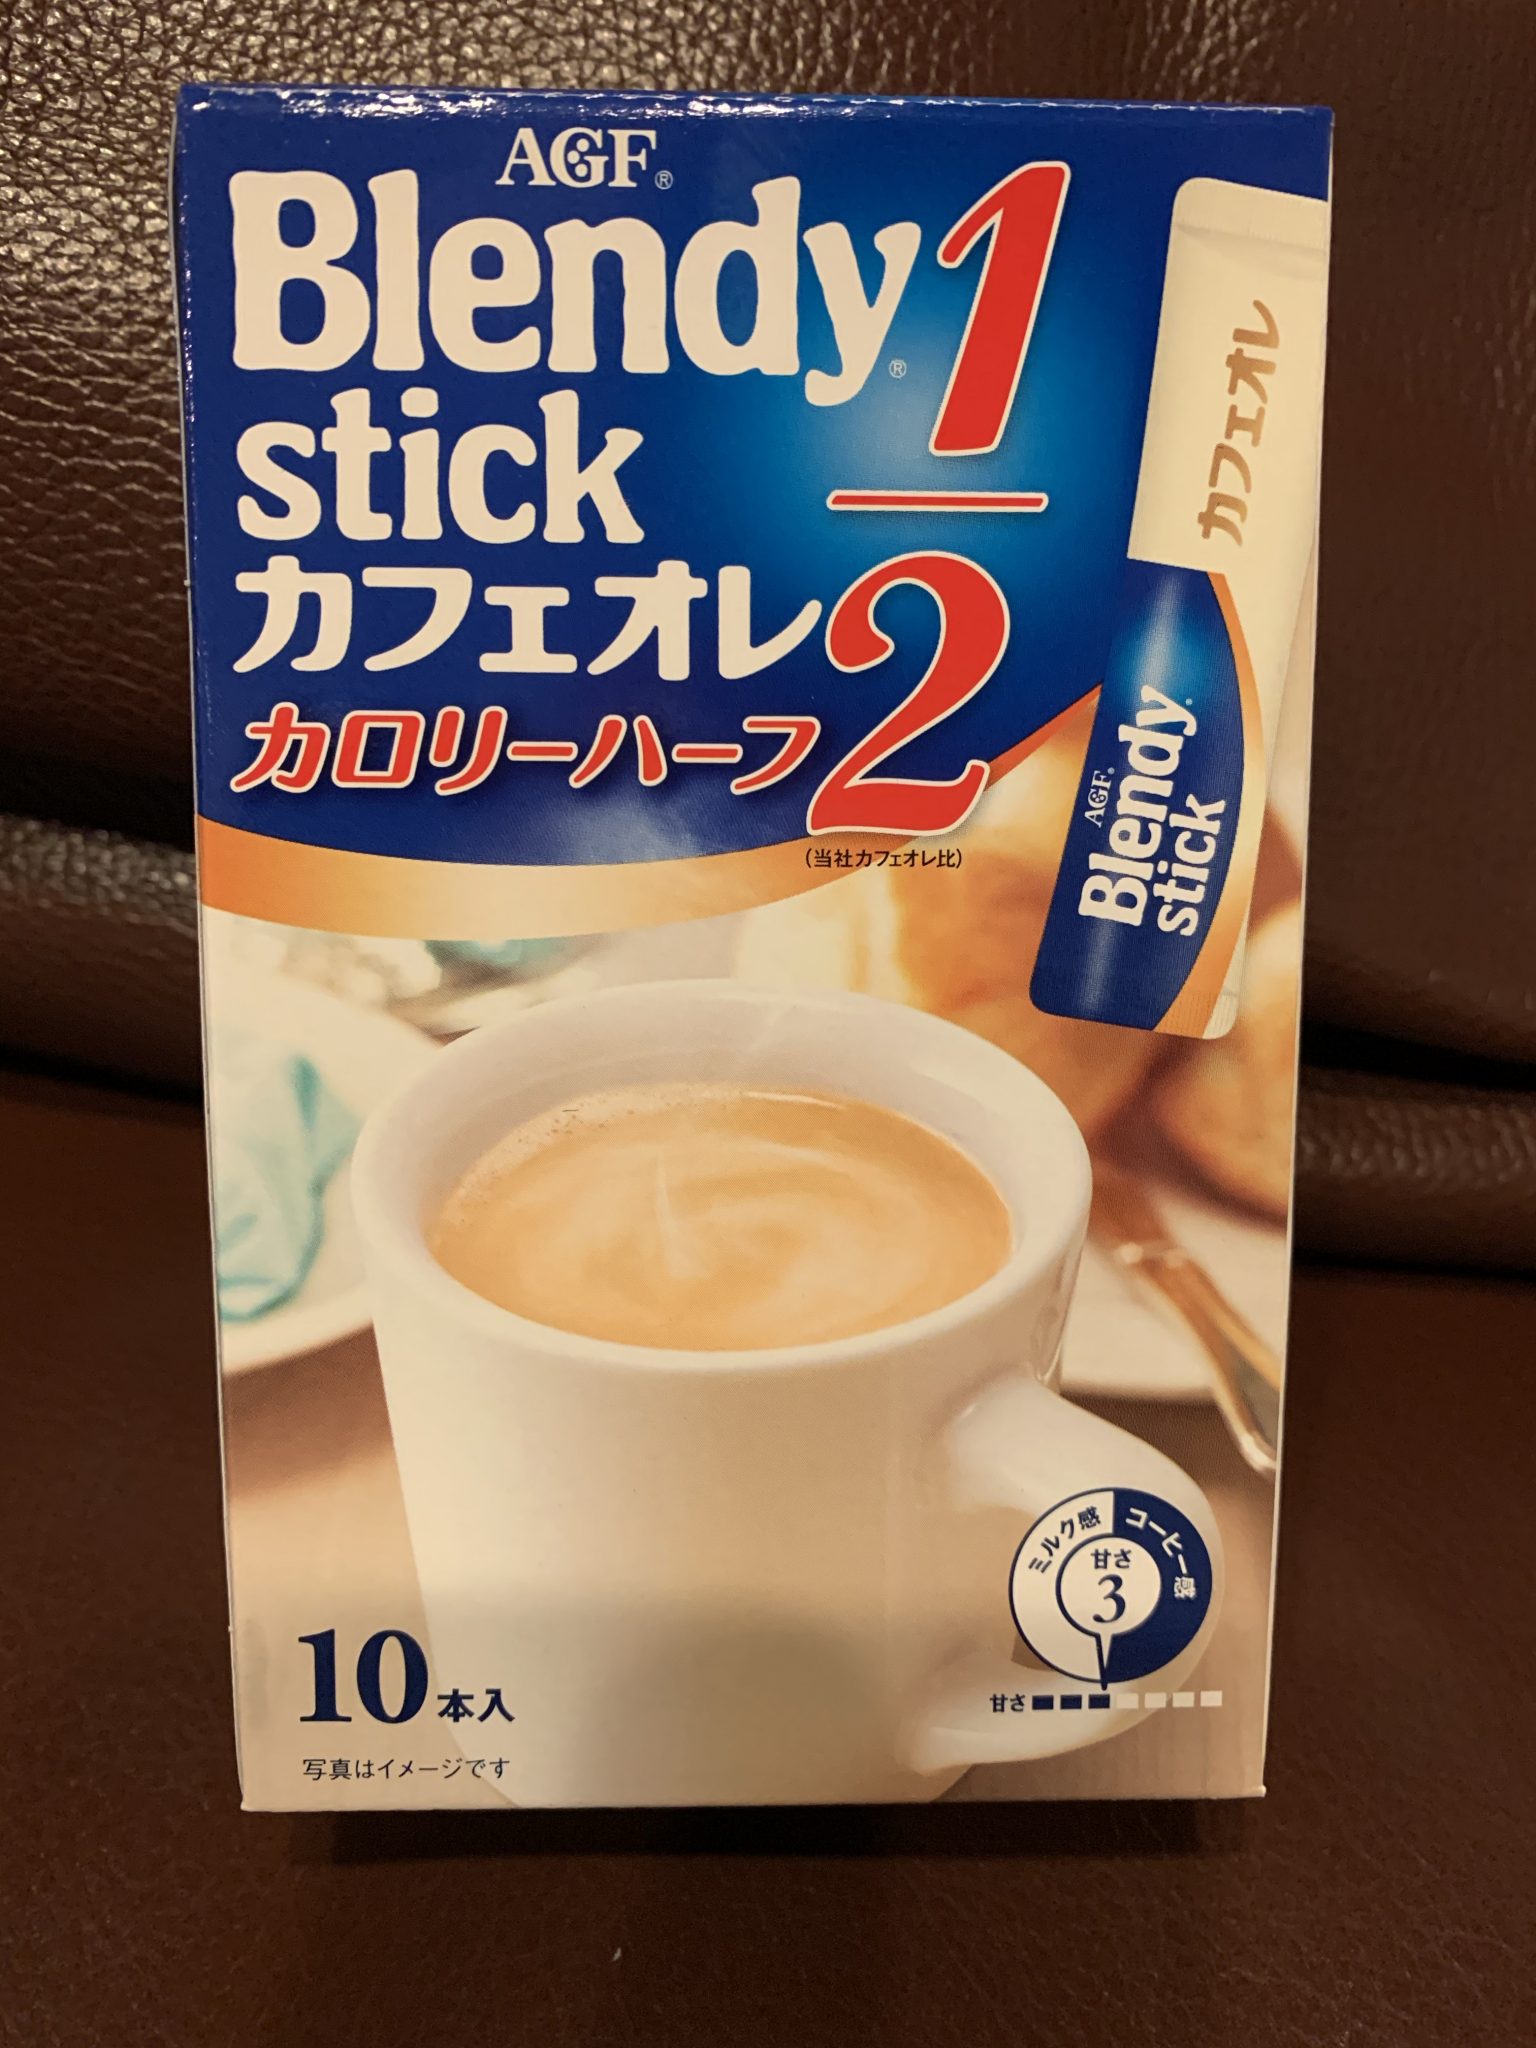 AGF®
Blendy® 1/2
stick
カフェオレ
カロリーハーフ
(当社カフェオレ比)
カフェオレ
AGF®
Blendy®
stick
ミルク感
コーヒー感
甘さ
3
甘さ
10本入
写真はイメージです